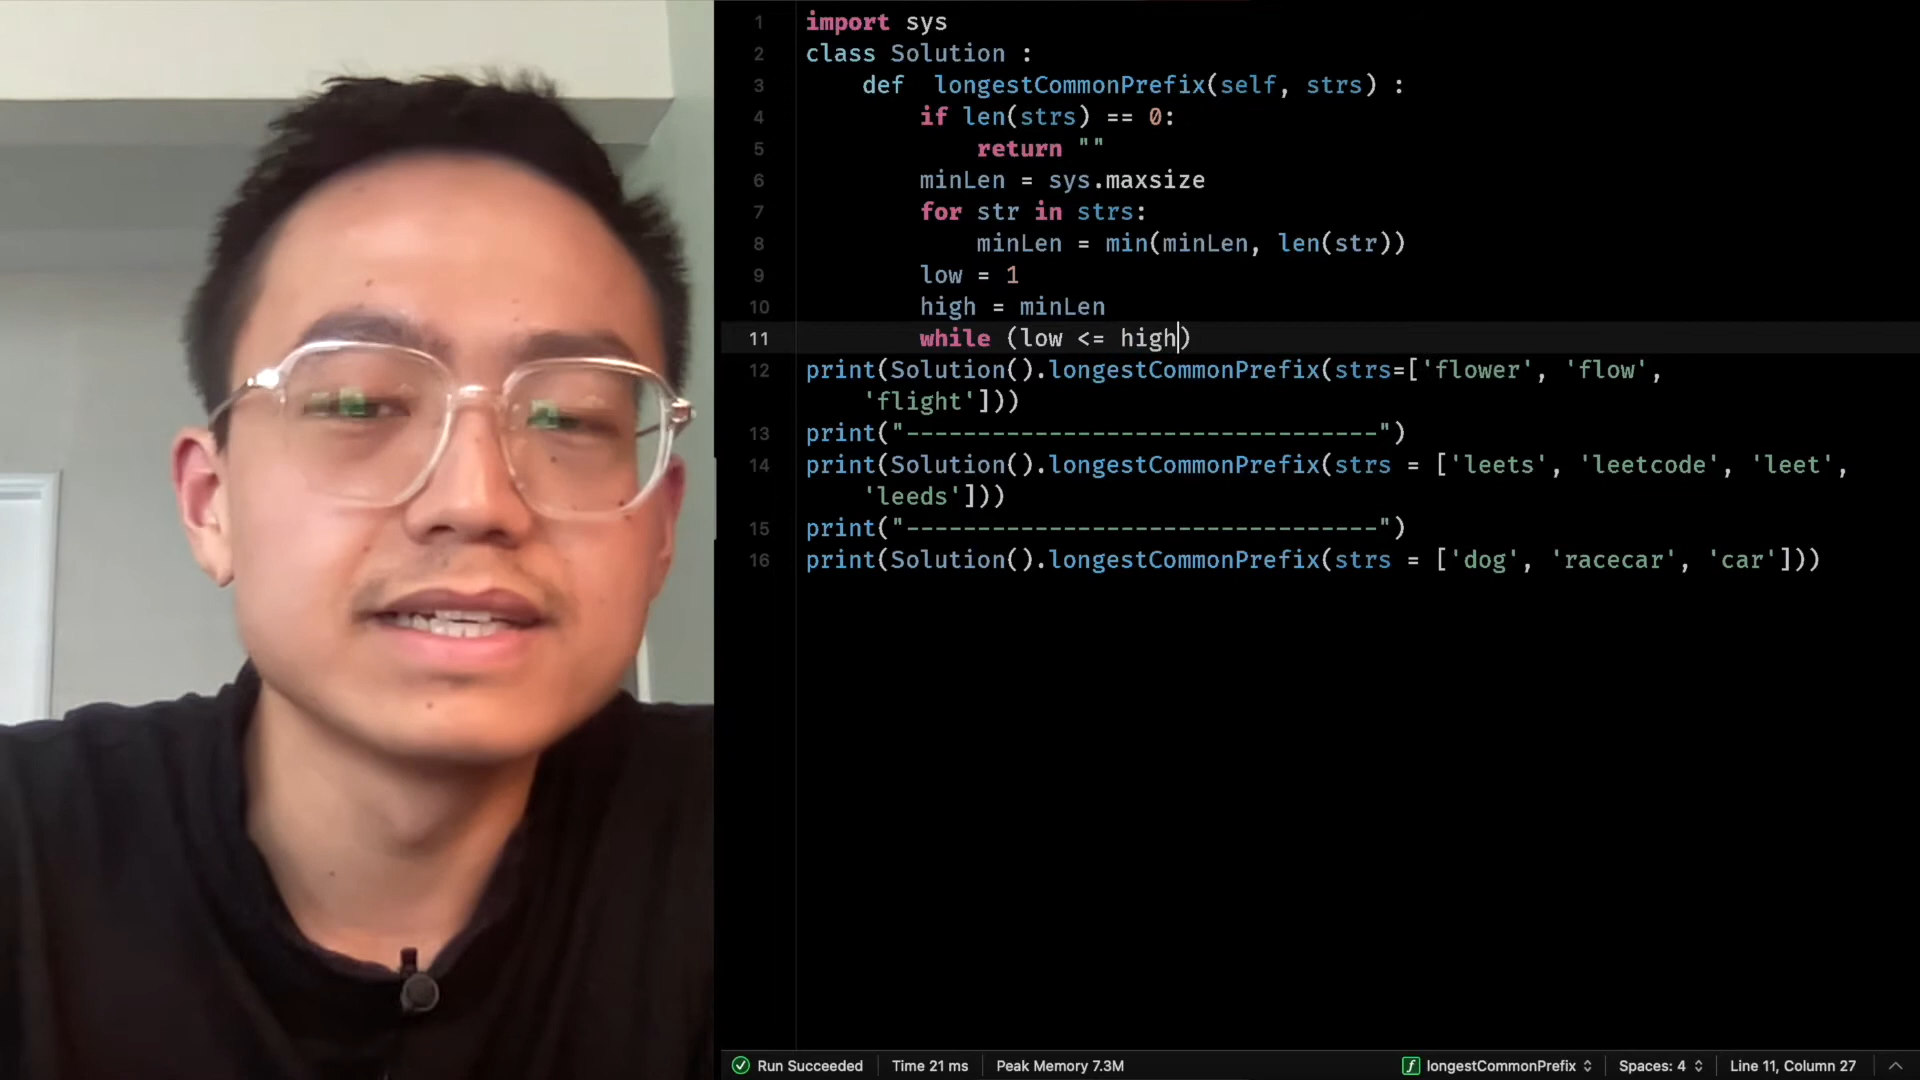 1 import sys
2 class Solution :
3 def longestCommonPrefix(self, strs) :
4 if len(strs) == 0:
5 return ""
6 minLen = sys.maxsize
7 for str in strs:
8 minLen = min(minLen, len(str))
9 low = 1
10 high = minLen
11 while (low <= high)
12 print(Solution().longestCommonPrefix(strs=['flower', 'flow',
'flight']))
13 print("---------------------------------")
14 print(Solution().longestCommonPrefix(strs = ['leets', 'leetcode', 'leet',
'leeds']))
15 print("---------------------------------")
16 print(Solution().longestCommonPrefix(strs = ['dog', 'racecar', 'car']))
Run Succeeded Time 21 ms Peak Memory 7.3M f longestCommonPrefix Spaces: 4 Line 11, Column 27